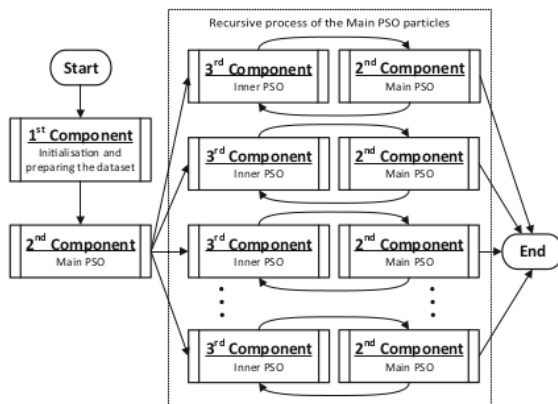 Recursive process of the Main PSO particles
Start
1st Component
Initialisation and
preparing the dataset
2nd Component
Main PSO
3rd Component
Inner PSO
2nd Component
Main PSO
3rd Component
Inner PSO
2nd Component
Main PSO
3rd Component
Inner PSO
2nd Component
Main PSO
3rd Component
Inner PSO
2nd Component
Main PSO
End